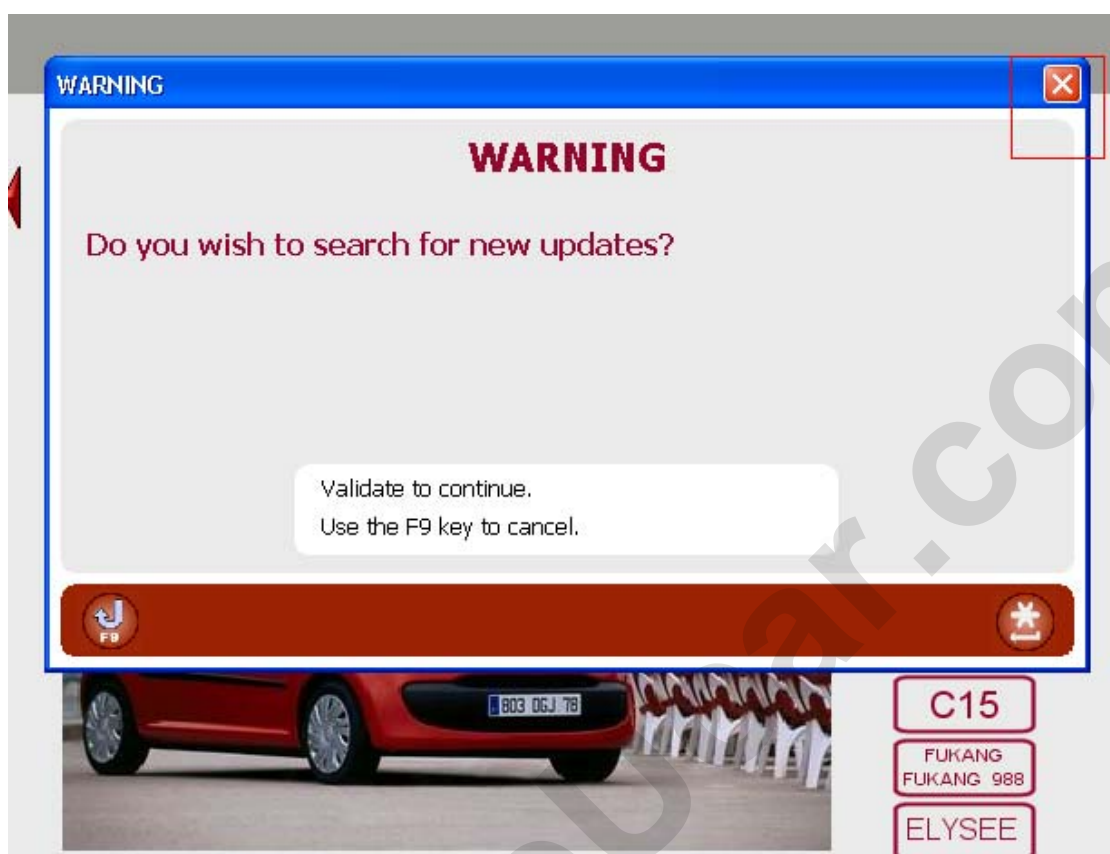 WARNING
WARNING
Do you wish to search for new updates?
Validate to continue.
Use the F9 key to cancel.
F9
803 DGJ 78
C15
FUKANG
FUKANG 988
ELYSEE